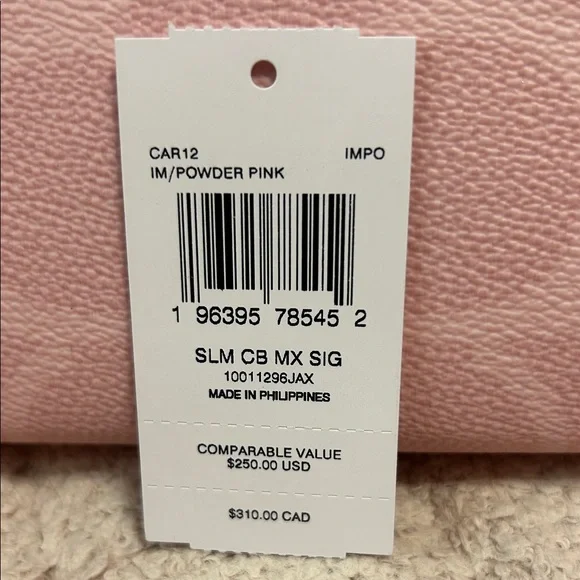 CAR12 IMPO
IM/POWDER PINK
1 96395 78545 2
SLM CB MX SIG
10011296JAX
MADE IN PHILIPPINES
COMPARABLE VALUE
$250.00 USD
$310.00 CAD